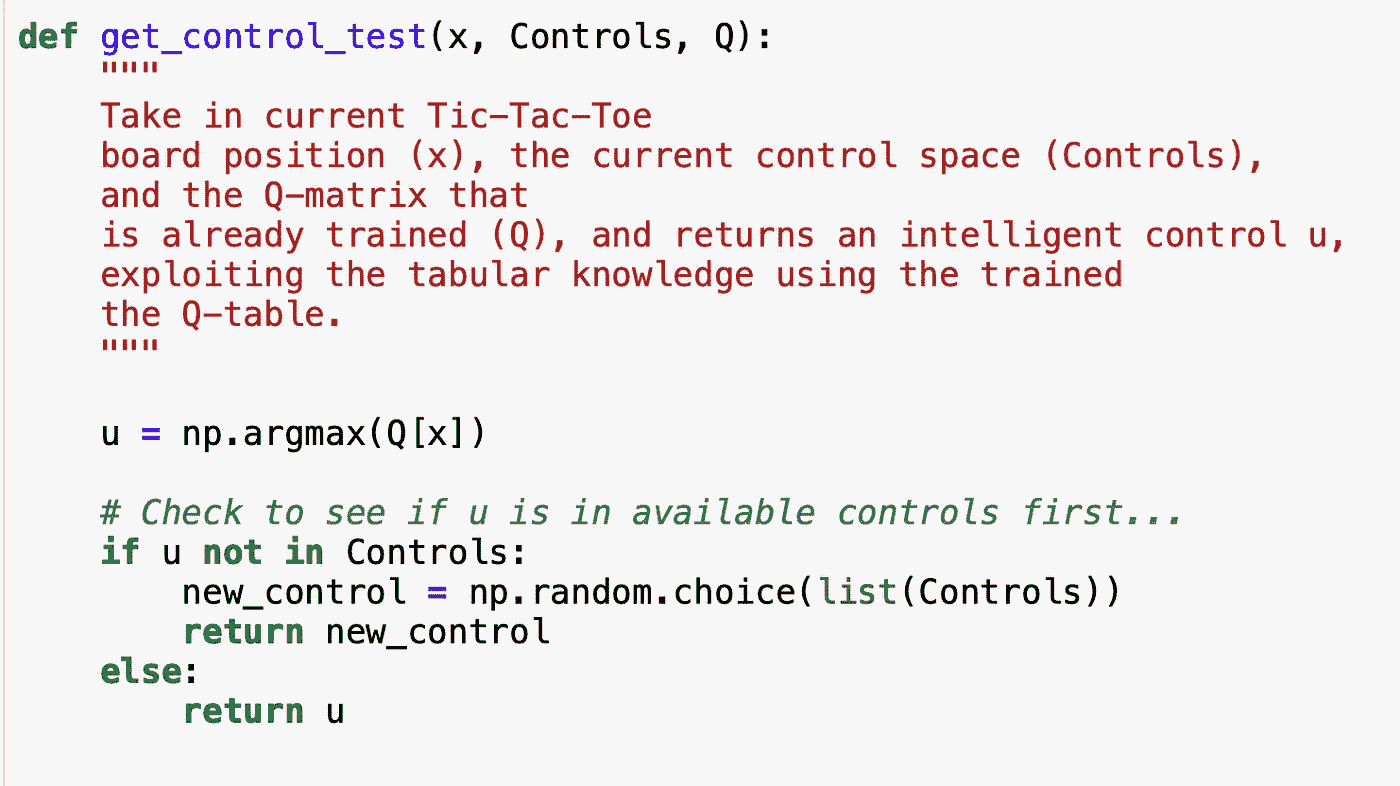 def get_control_test(x, Controls, Q):
"""
Take in current Tic-Tac-Toe
board position (x), the current control space (Controls),
and the Q-matrix that
is already trained (Q), and returns an intelligent control u,
exploiting the tabular knowledge using the trained
the Q-table.
"""
u = np.argmax(Q[x])
# Check to see if u is in available controls first...
if u not in Controls:
new_control = np.random.choice(list(Controls))
return new_control
else:
return u